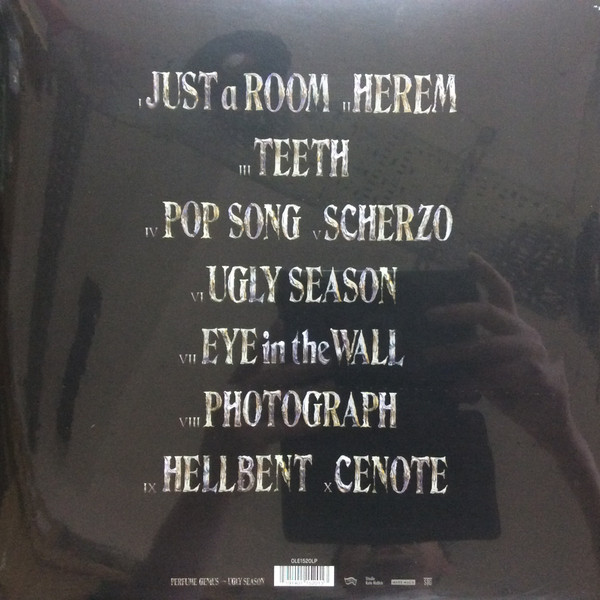 I JUST a ROOM II HEREM
III TEETH
IV POP SONG V SCHERZO
VI UGLY SEASON
VII EYE in the WALL
VIII PHOTOGRAPH
IX HELLBENT X CENOTE
OLE1520LP
PERFUME GENIUS — UGLY SEASON